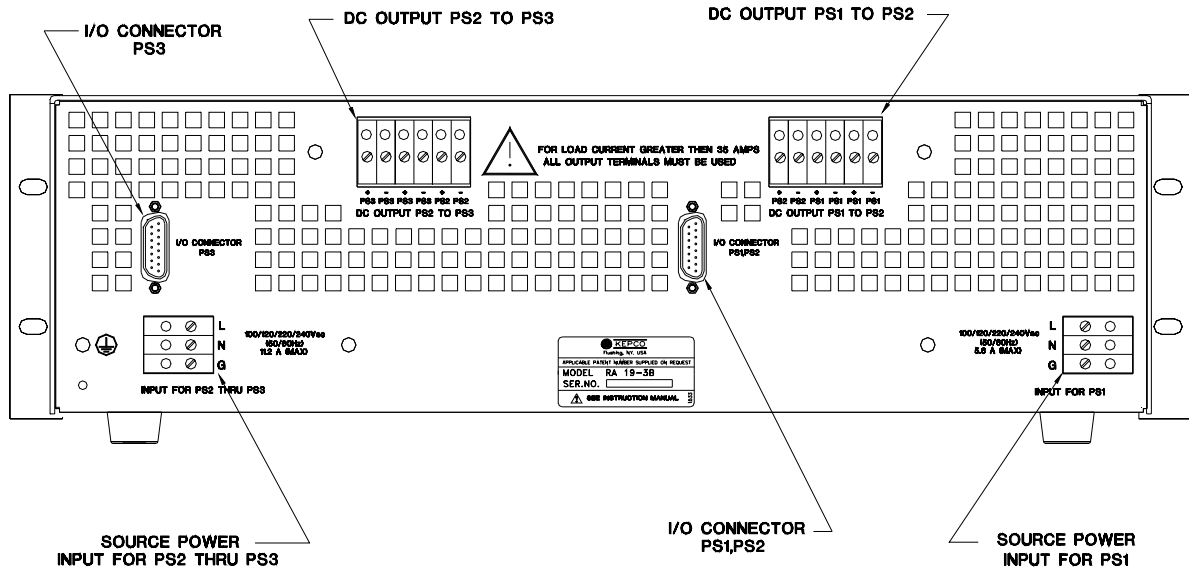 DC OUTPUT PS2 TO PS3
DC OUTPUT PS1 TO PS2
I/O CONNECTOR
PS3
FOR LOAD CURRENT GREATER THEN 35 AMPS
ALL OUTPUT TERMINALS MUST BE USED
+ - + - + -
PS3 PS3 PS3 PS3 PS2 PS2
DC OUTPUT PS2 TO PS3
+ - + - + -
PS2 PS2 PS1 PS1 PS1 PS1
DC OUTPUT PS1 TO PS2
I/O CONNECTOR
PS3
I/O CONNECTOR
PS1,PS2
L
N
G
100/120/220/240Vac
(50/60Hz)
11.2 A (MAX)
INPUT FOR PS2 THRU PS3
KEPCO
Flushing, NY. USA
APPLICABLE PATENT NUMBER SUPPLIED ON REQUEST
MODEL RA 19-3B
SER.NO.
SEE INSTRUCTION MANUAL
100/120/220/240Vac
(50/60Hz)
5.6 A (MAX)
L
N
G
INPUT FOR PS1
SOURCE POWER
INPUT FOR PS2 THRU PS3
I/O CONNECTOR
PS1,PS2
SOURCE POWER
INPUT FOR PS1